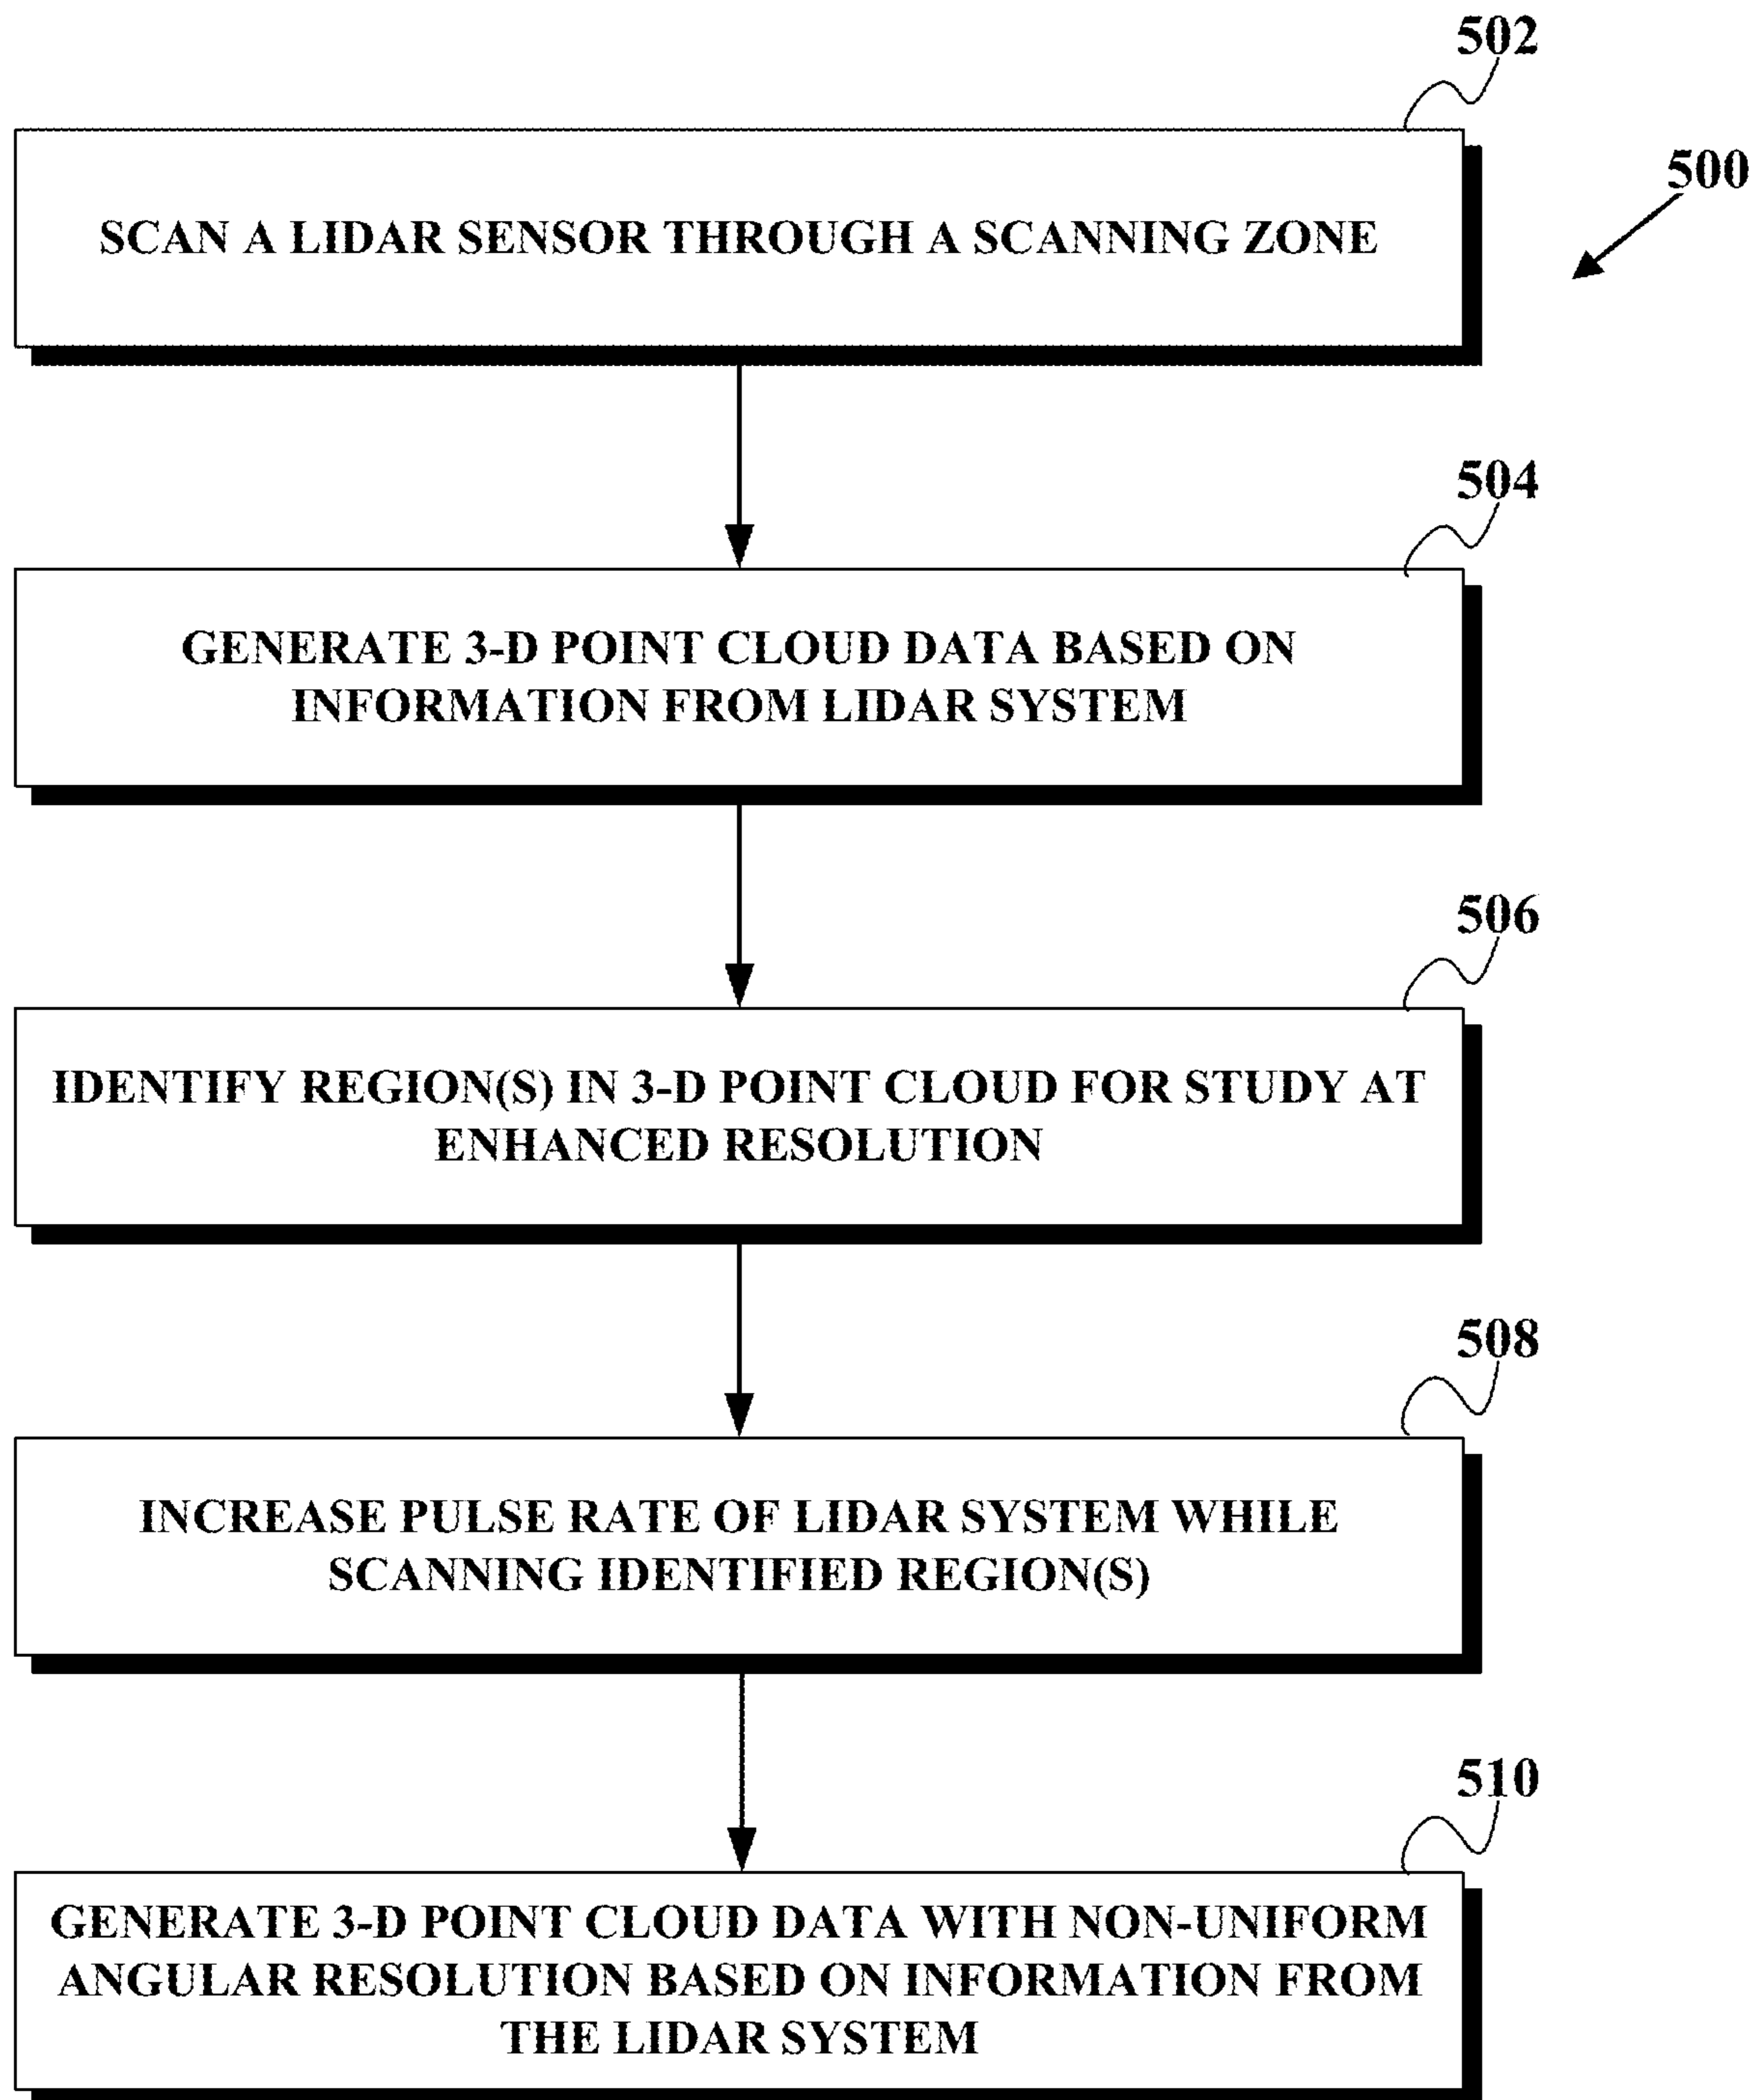 502
500
SCAN A LIDAR SENSOR THROUGH A SCANNING ZONE
504
GENERATE 3-D POINT CLOUD DATA BASED ON
INFORMATION FROM LIDAR SYSTEM
506
IDENTIFY REGION(S) IN 3-D POINT CLOUD FOR STUDY AT
ENHANCED RESOLUTION
508
INCREASE PULSE RATE OF LIDAR SYSTEM WHILE
SCANNING IDENTIFIED REGION(S)
510
GENERATE 3-D POINT CLOUD DATA WITH NON-UNIFORM
ANGULAR RESOLUTION BASED ON INFORMATION FROM
THE LIDAR SYSTEM